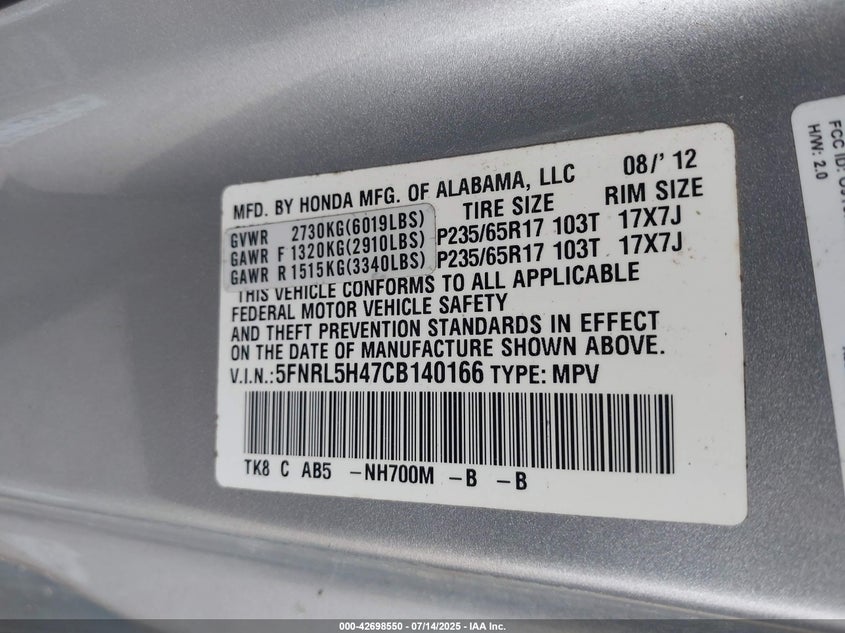 MFD. BY HONDA MFG. OF ALABAMA, LLC 08/' 12
TIRE SIZE RIM SIZE
GVWR 2730KG(6019LBS)
GAWR F 1320KG(2910LBS) P235/65R17 103T 17X7J
GAWR R 1515KG(3340LBS) P235/65R17 103T 17X7J
THIS VEHICLE CONFORMS TO ALL APPLICABLE
FEDERAL MOTOR VEHICLE SAFETY
AND THEFT PREVENTION STANDARDS IN EFFECT
ON THE DATE OF MANUFACTURE SHOWN ABOVE.
V.I.N.:5FNRL5H47CB140166 TYPE: MPV
TK8 C AB5 -NH700M -B -B
FCC ID:
H/W: 2.0
000-42698550 - 07/14/2025 - IAA Inc.